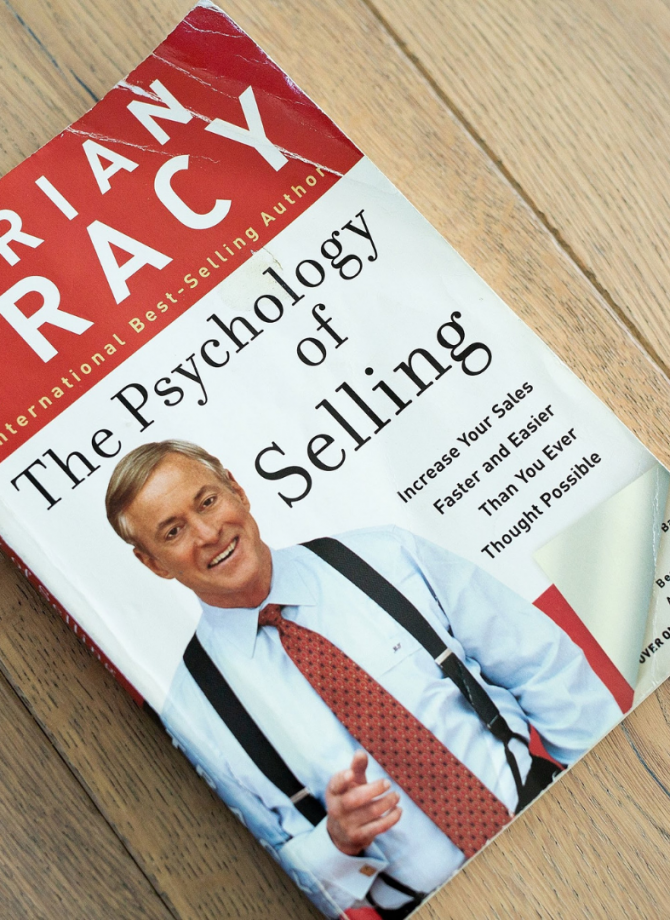 RIAN
RACY
nternational Best-Selling Author
The Psychology
of
Selling
Increase Your Sales
Faster and Easier
Than You Ever
Thought Possible